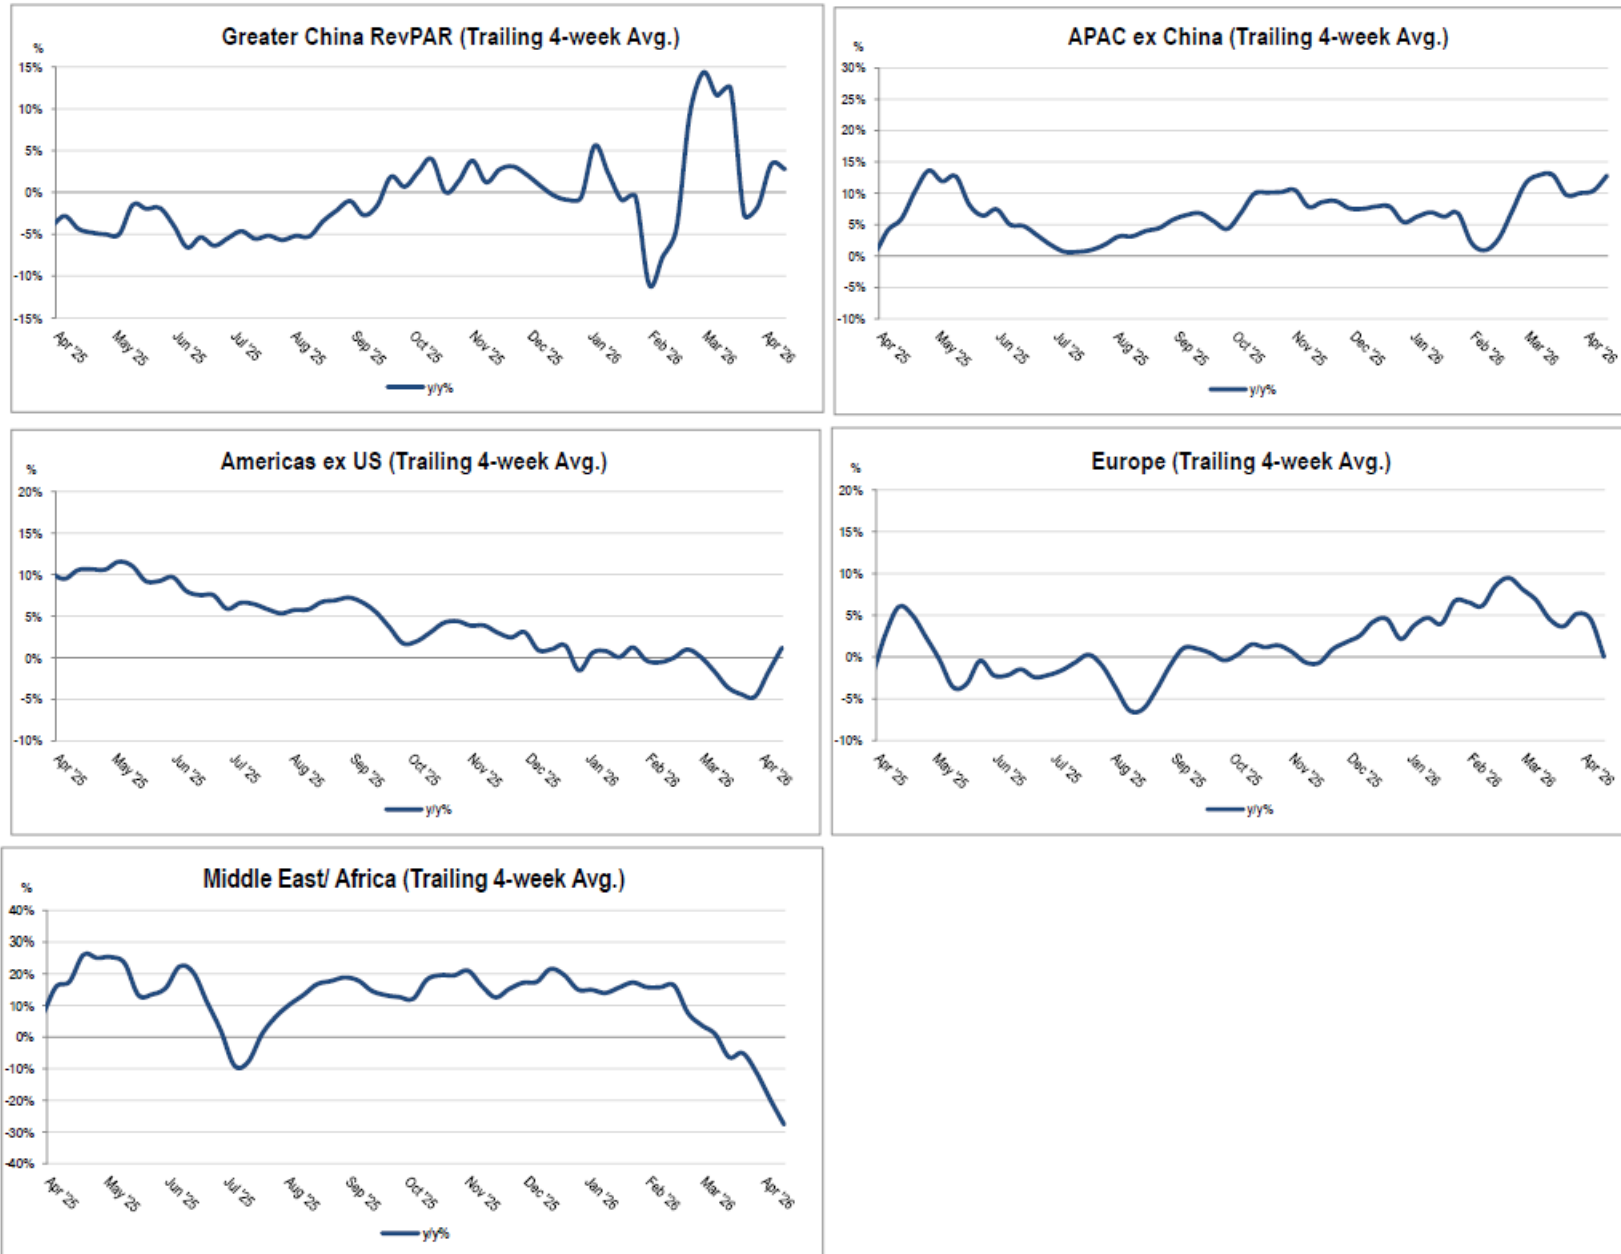 Greater China RevPAR (Trailing 4-week Avg.)
%
15%
10%
5%
0%
-5%
-10%
-15%
Apr '25 May '25 Jun '25 Jul '25 Aug '25 Sep '25 Oct '25 Nov '25 Dec '25 Jan '26 Feb '26 Mar '26 Apr '26
y/y%
APAC ex China (Trailing 4-week Avg.)
%
30%
25%
20%
15%
10%
5%
0%
-5%
-10%
Apr '25 May '25 Jun '25 Jul '25 Aug '25 Sep '25 Oct '25 Nov '25 Dec '25 Jan '26 Feb '26 Mar '26 Apr '26
y/y%
Americas ex US (Trailing 4-week Avg.)
%
20%
15%
10%
5%
0%
-5%
-10%
Apr '25 May '25 Jun '25 Jul '25 Aug '25 Sep '25 Oct '25 Nov '25 Dec '25 Jan '26 Feb '26 Mar '26 Apr '26
y/y%
Europe (Trailing 4-week Avg.)
%
20%
15%
10%
5%
0%
-5%
-10%
Apr '25 May '25 Jun '25 Jul '25 Aug '25 Sep '25 Oct '25 Nov '25 Dec '25 Jan '26 Feb '26 Mar '26 Apr '26
y/y%
Middle East/ Africa (Trailing 4-week Avg.)
%
40%
30%
20%
10%
0%
-10%
-20%
-30%
-40%
Apr '25 May '25 Jun '25 Jul '25 Aug '25 Sep '25 Oct '25 Nov '25 Dec '25 Jan '26 Feb '26 Mar '26 Apr '26
y/y%